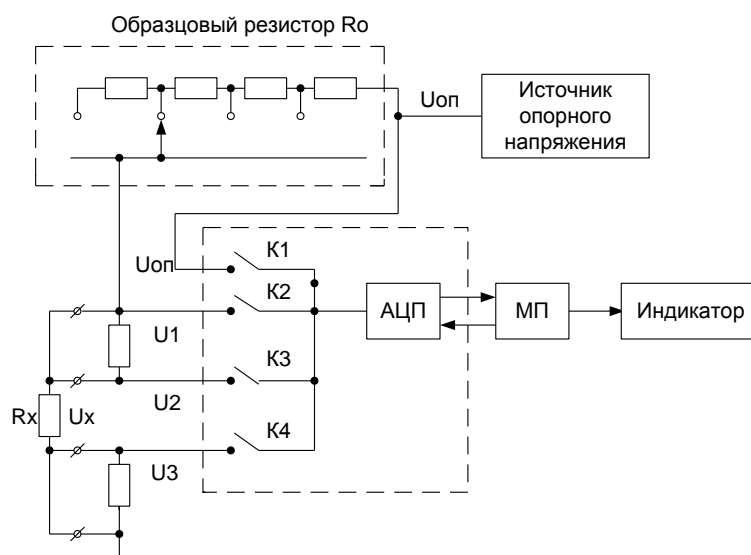 Образцовый резистор Ro
Uоп
Источник
опорного
напряжения
Uоп
К1
К2
АЦП
МП
Индикатор
U1
К3
U2
Rx
Ux
К4
U3